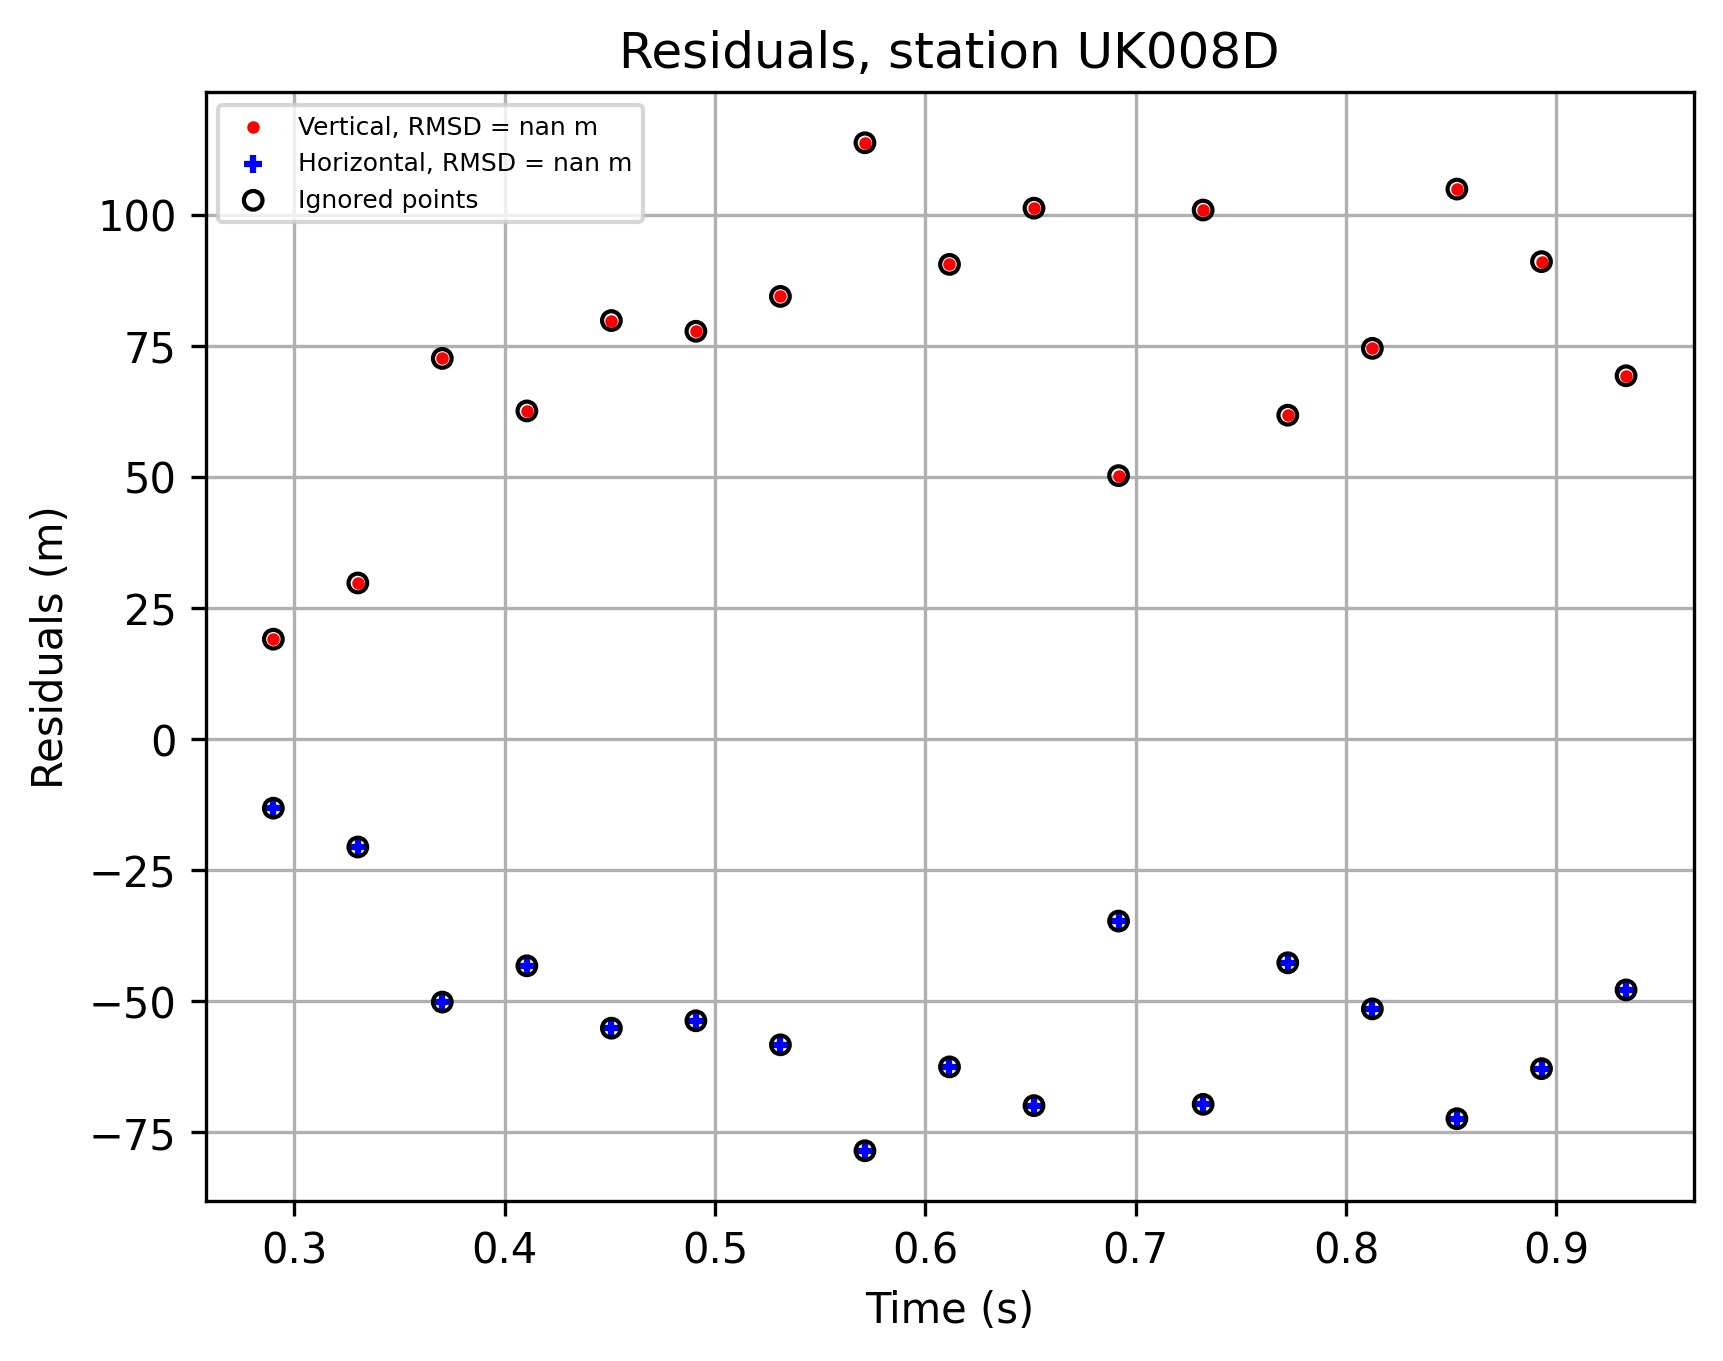 Residuals, station UK008D
Vertical, RMSD = nan m
Horizontal, RMSD = nan m
Ignored points
Residuals (m)
100
75
50
25
0
−25
−50
−75
0.3 0.4 0.5 0.6 0.7 0.8 0.9
Time (s)